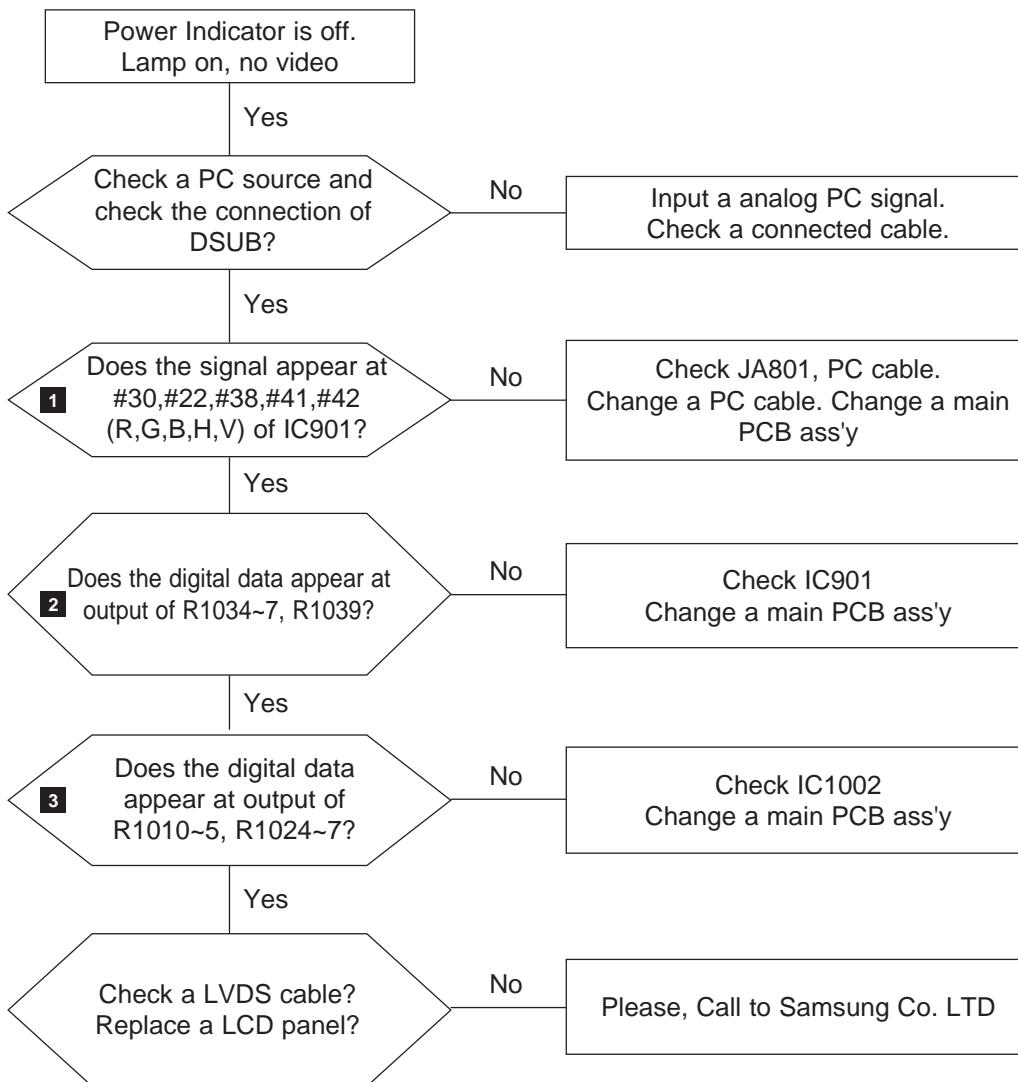 Power Indicator is off.
Lamp on, no video
Yes
Check a PC source and
check the connection of
DSUB?
No
Input a analog PC signal.
Check a connected cable.
Yes
1
Does the signal appear at
#30,#22,#38,#41,#42
(R,G,B,H,V) of IC901?
No
Check JA801, PC cable.
Change a PC cable. Change a main
PCB ass'y
Yes
2
Does the digital data appear at
output of R1034~7, R1039?
No
Check IC901
Change a main PCB ass'y
Yes
3
Does the digital data
appear at output of
R1010~5, R1024~7?
No
Check IC1002
Change a main PCB ass'y
Yes
Check a LVDS cable?
Replace a LCD panel?
No
Please, Call to Samsung Co. LTD